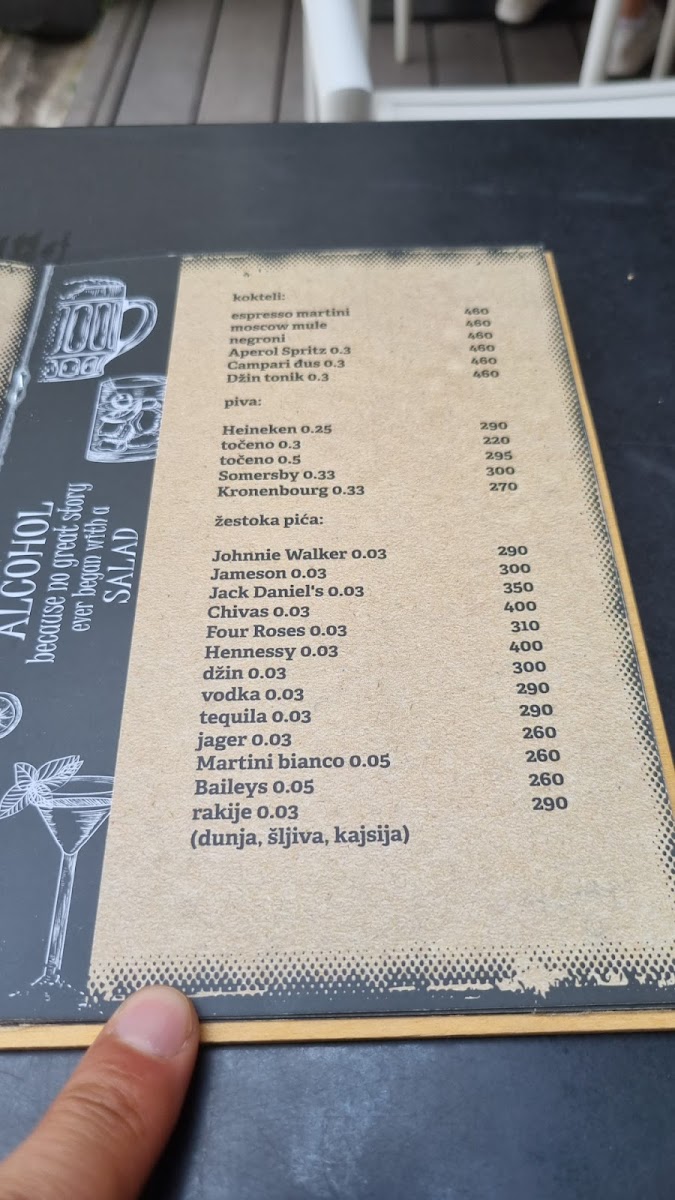 ALCOHOL
because no great story
ever began with a
SALAD
kokteli:
espresso martini 460
moscow mule 460
negroni 460
Aperol Spritz 0.3 460
Campari đus 0.3 460
Džin tonik 0.3 460
piva:
Heineken 0.25 290
točeno 0.3 220
točeno 0.5 295
Somersby 0.33 300
Kronenbourg 0.33 270
žestoka pića:
Johnnie Walker 0.03 290
Jameson 0.03 300
Jack Daniel's 0.03 350
Chivas 0.03 400
Four Roses 0.03 310
Hennessy 0.03 400
džin 0.03 300
vodka 0.03 290
tequila 0.03 290
jager 0.03 260
Martini bianco 0.05 260
Baileys 0.05 260
rakije 0.03 290
(dunja, šljiva, kajsija)